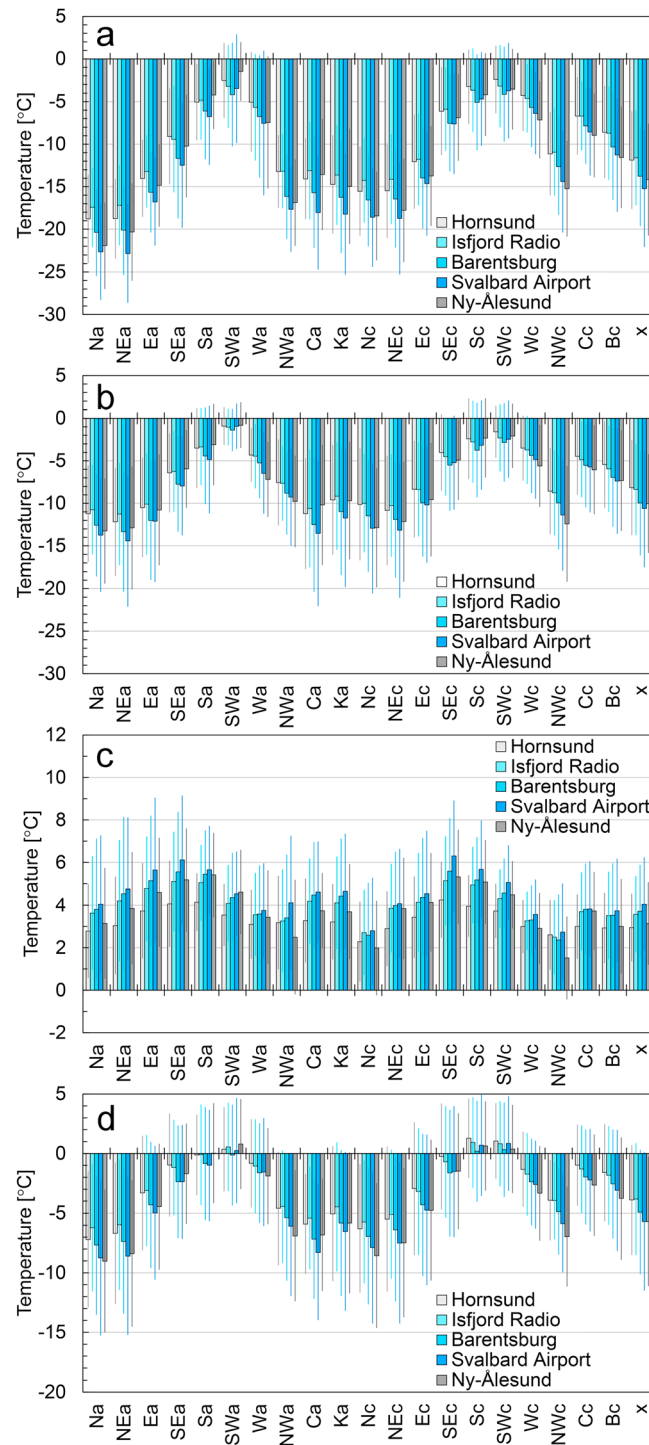 a
Temperature [°C]
5
0
-5
-10
-15
-20
-25
-30
Hornsund
Isfjord Radio
Barentsburg
Svalbard Airport
Ny-Ålesund
Na NEa Ea SEa Sa SWa Wa NWa Ca Ka Nc NEc Ec SEc Sc SWc Wc NWc Cc Bc x
b
Temperature [°C]
5
0
-5
-10
-15
-20
-25
-30
Hornsund
Isfjord Radio
Barentsburg
Svalbard Airport
Ny-Ålesund
Na NEa Ea SEa Sa SWa Wa NWa Ca Ka Nc NEc Ec SEc Sc SWc Wc NWc Cc Bc x
c
Temperature [°C]
12
10
8
6
4
2
0
-2
Hornsund
Isfjord Radio
Barentsburg
Svalbard Airport
Ny-Ålesund
Na NEa Ea SEa Sa SWa Wa NWa Ca Ka Nc NEc Ec SEc Sc SWc Wc NWc Cc Bc x
d
Temperature [°C]
5
0
-5
-10
-15
-20
Hornsund
Isfjord Radio
Barentsburg
Svalbard Airport
Ny-Ålesund
Na NEa Ea SEa Sa SWa Wa NWa Ca Ka Nc NEc Ec SEc Sc SWc Wc NWc Cc Bc x